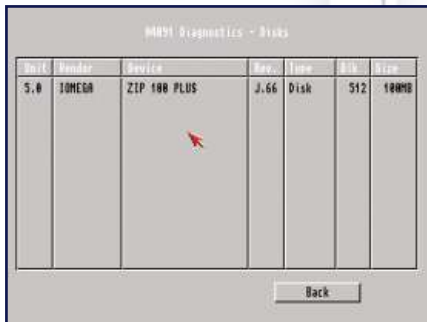 A4091 Diagnostics - Disks
Unit Vendor Device Rev. Type Blk Size
5.0 IOMEGA ZIP 100 PLUS J.66 Disk 512 100MB
Back